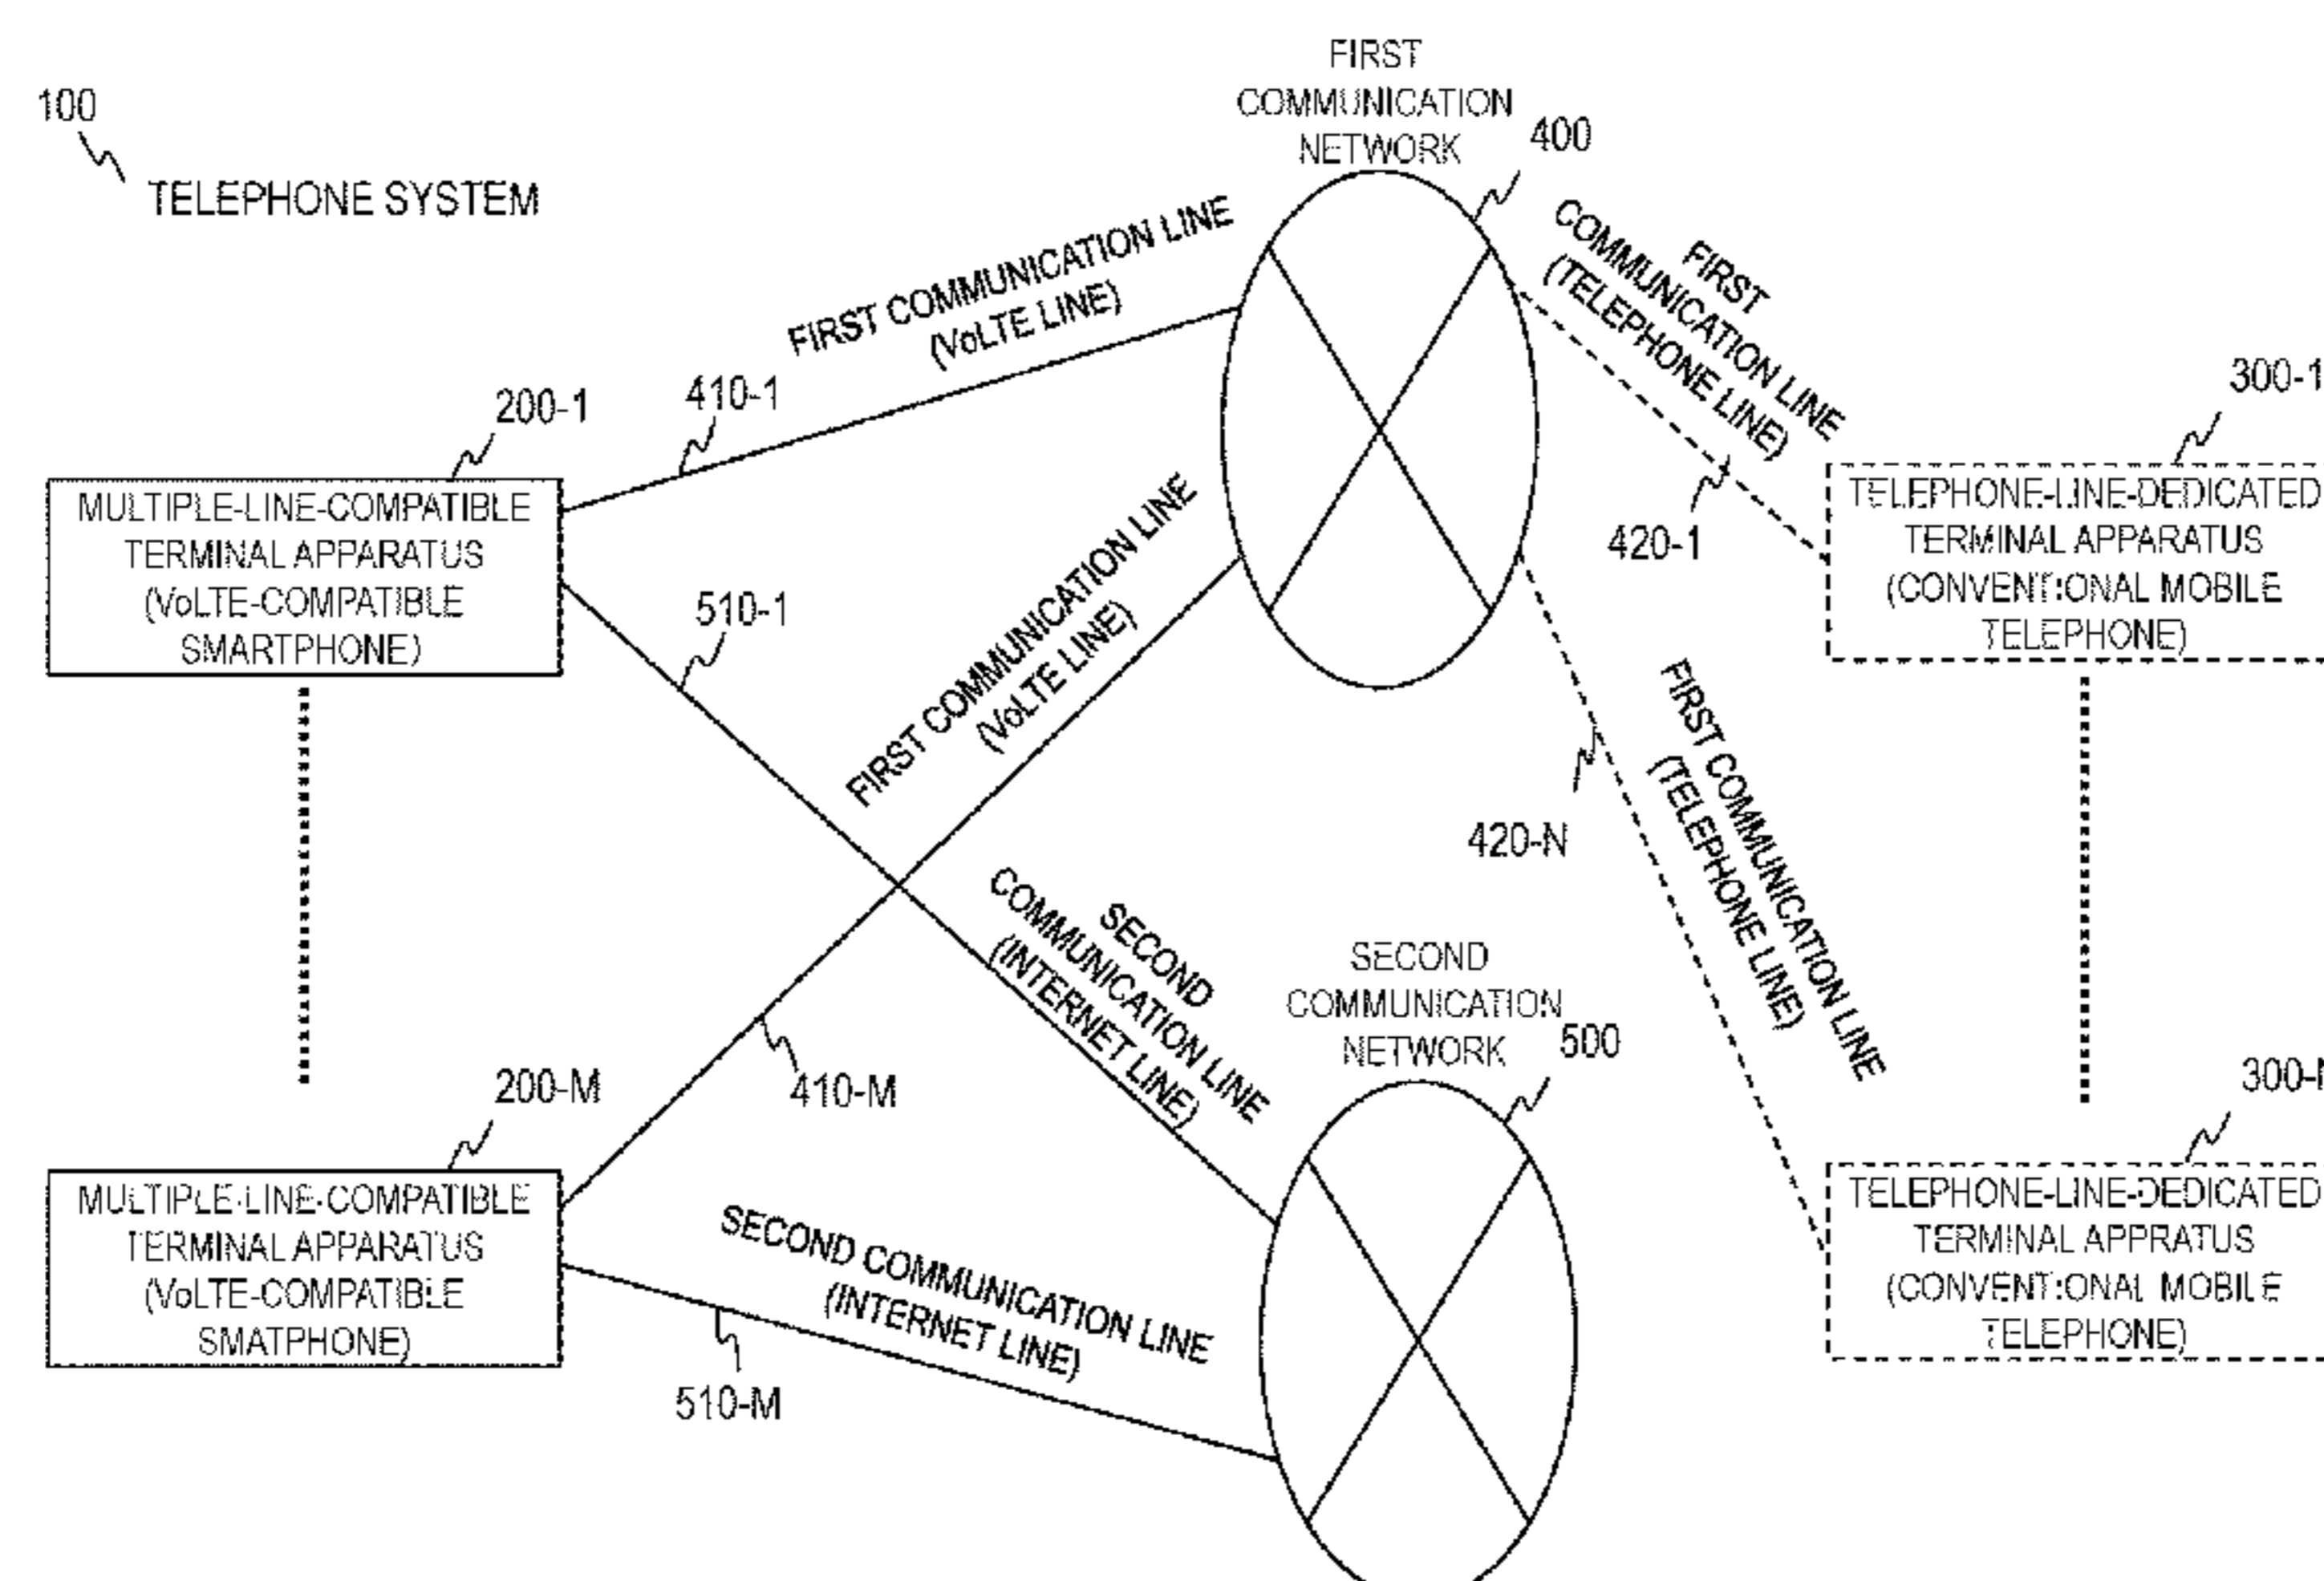 100
TELEPHONE SYSTEM
FIRST
COMMUNICATION
NETWORK
400
FIRST COMMUNICATION LINE
(VoLTE LINE)
FIRST
COMMUNICATION LINE
(TELEPHONE LINE)
200-1
410-1
300-1
MULTIPLE-LINE-COMPATIBLE
TERMINAL APPARATUS
(VoLTE-COMPATIBLE
SMARTPHONE)
510-1
FIRST COMMUNICATION LINE
(VoLTE LINE)
420-1
TELEPHONE-LINE-DEDICATED
TERMINAL APPARATUS
(CONVENTIONAL MOBILE
TELEPHONE)
420-N
FIRST COMMUNICATION LINE
(TELEPHONE LINE)
SECOND
COMMUNICATION LINE
(INTERNET LINE)
SECOND
COMMUNICATION
NETWORK
500
200-M
410-M
300-N
MULTIPLE-LINE-COMPATIBLE
TERMINAL APPARATUS
(VoLTE-COMPATIBLE
SMATPHONE)
SECOND COMMUNICATION LINE
(INTERNET LINE)
510-M
TELEPHONE-LINE-DEDICATED
TERMINAL APPRATUS
(CONVENTIONAL MOBILE
TELEPHONE)